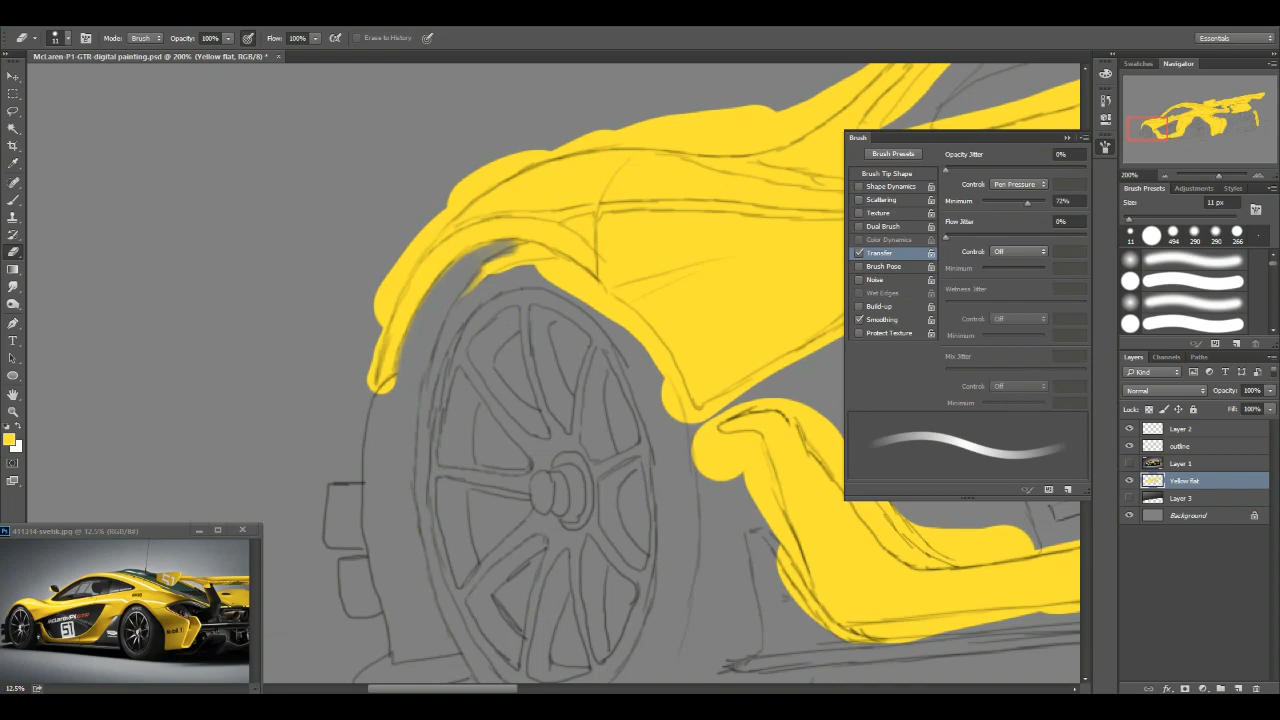 11 Mode: Brush Opacity: 100% Flow: 100% Erase to History Essentials
McLaren-P1-GTR-digital painting.psd @ 200% (Yellow flat, RGB/8) * ×
Swatches Navigator
Brush
Brush Presets Opacity Jitter 0%
Brush Tip Shape
Control: Pen Pressure
Shape Dynamics
Scattering Minimum 72%
Texture
Flow Jitter 0%
Dual Brush
Color Dynamics
Transfer Control: Off
Brush Pose Minimum
Noise
Wet Edges Wetness Jitter
Build-up
Smoothing Control: Off
Protect Texture Minimum
Mix Jitter
Control: Off
Minimum
200%
Brush Presets Adjustments Styles
Size: 11 px
11 494 290 290 266
Layers Channels Paths
Kind
Normal Opacity: 100%
Lock: Fill: 100%
Layer 2
outline
Layer 1
Yellow flat
Layer 3
Background
Ps 411314-svetik.jpg @ 12.5% (RGB/8#)
51
51
12.5%